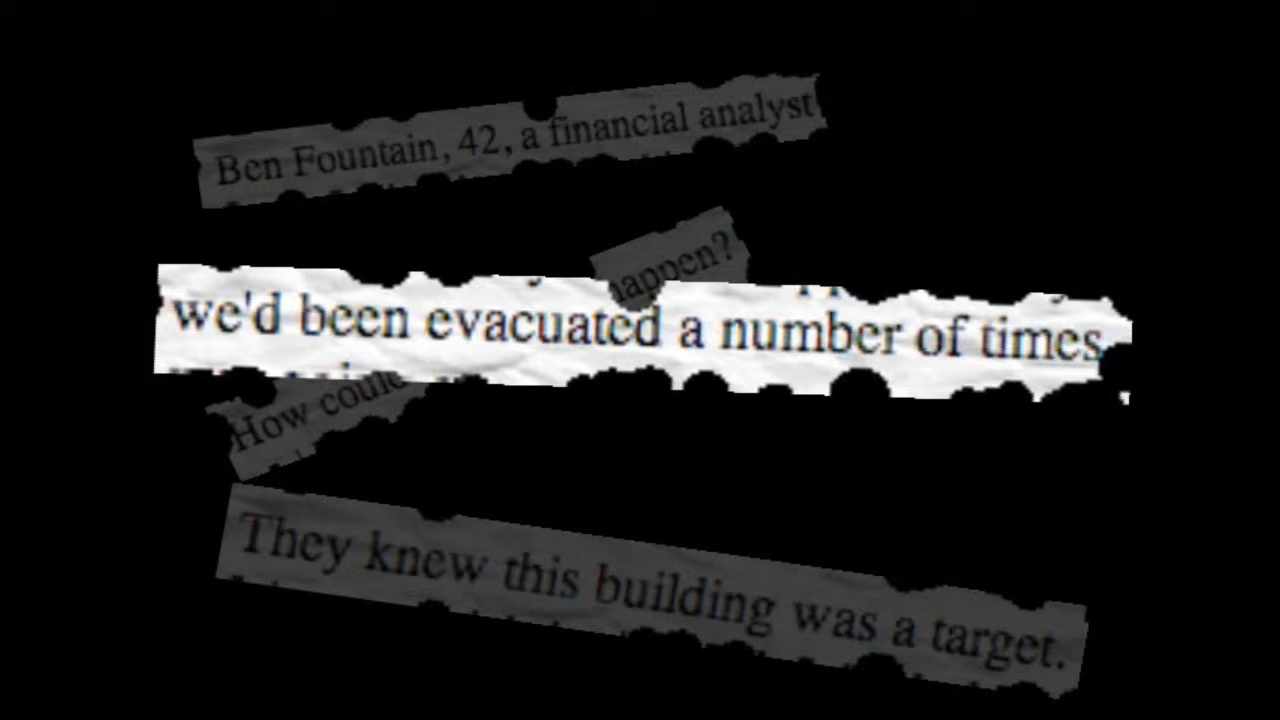 Ben Fountain, 42, a financial analyst
happen?
we'd been evacuated a number of times
How could
They knew this building was a target.